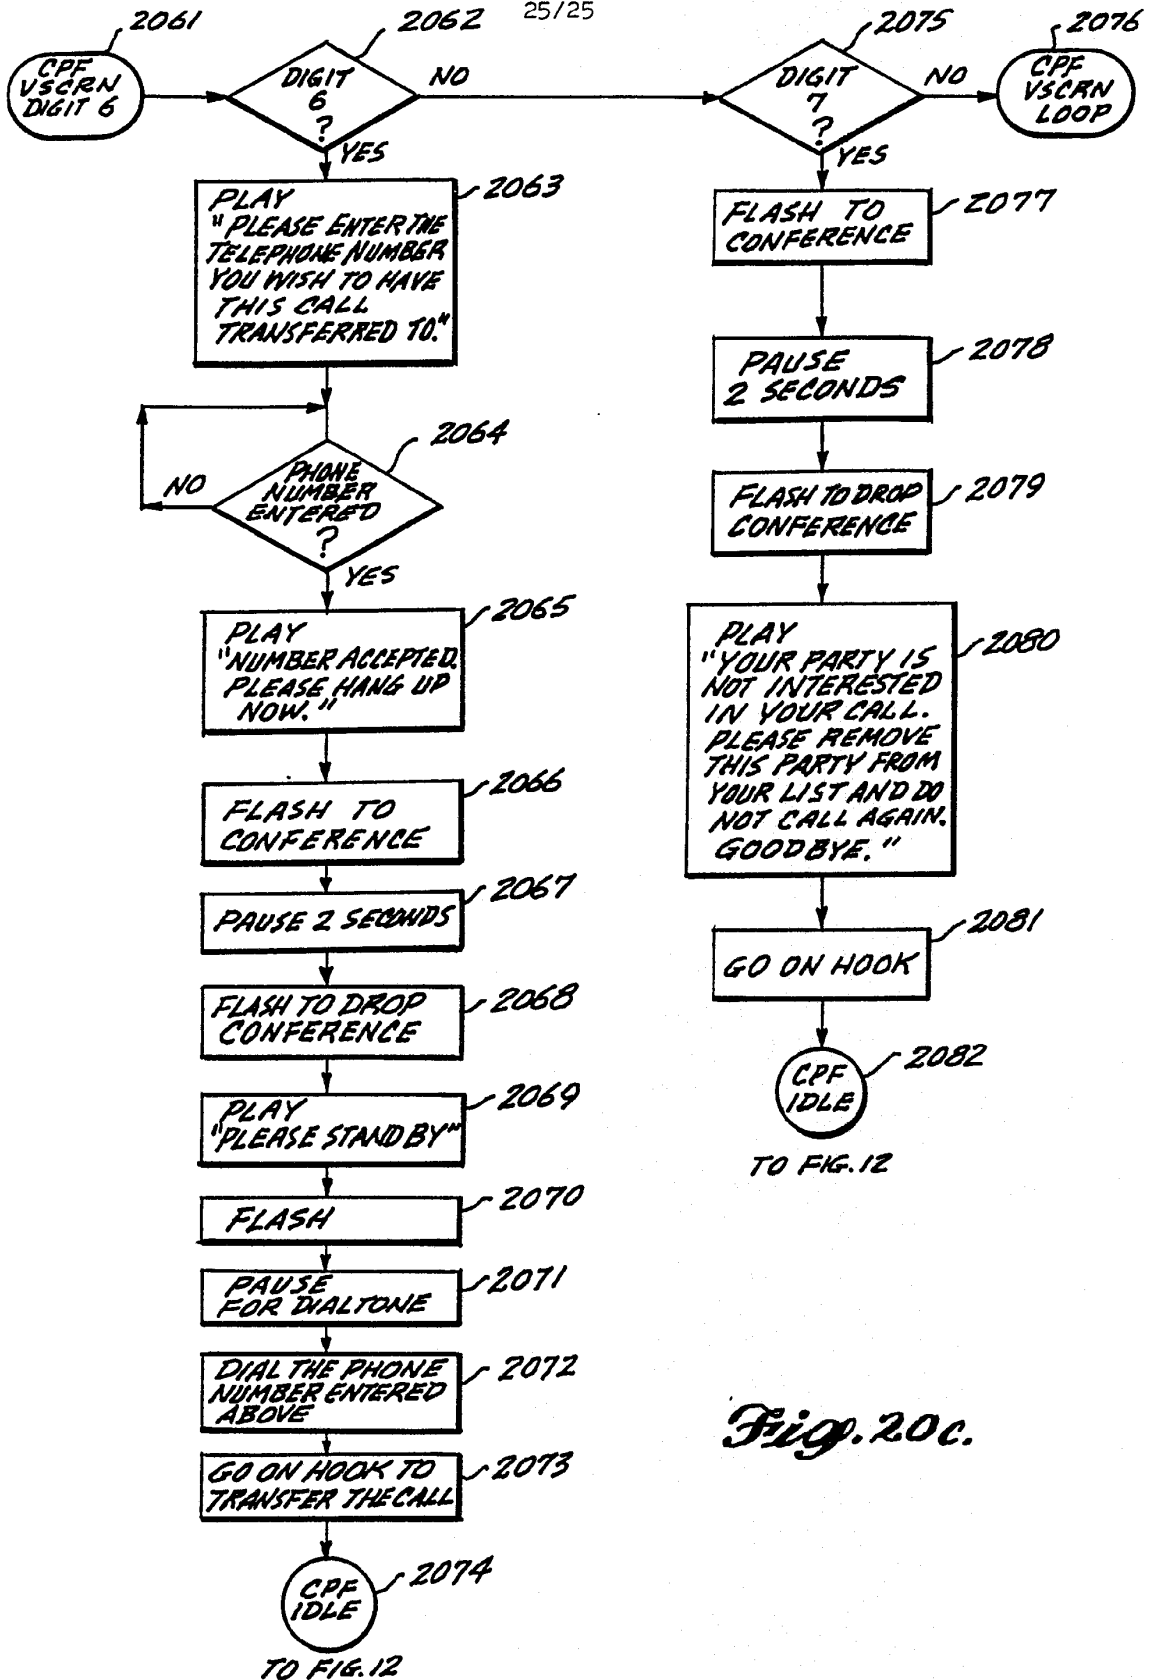 25/25
2061
CPF
VSCRN
DIGIT 6
2062
DIGIT
6
?
NO
YES
2063
PLAY
"PLEASE ENTER THE
TELEPHONE NUMBER
YOU WISH TO HAVE
THIS CALL
TRANSFERRED TO."
2064
PHONE
NUMBER
ENTERED
?
NO
YES
2065
PLAY
"NUMBER ACCEPTED.
PLEASE HANG UP
NOW."
2066
FLASH TO
CONFERENCE
2067
PAUSE 2 SECONDS
2068
FLASH TO DROP
CONFERENCE
2069
PLAY
"PLEASE STAND BY"
2070
FLASH
2071
PAUSE
FOR DIALTONE
2072
DIAL THE PHONE
NUMBER ENTERED
ABOVE
2073
GO ON HOOK TO
TRANSFER THE CALL
2074
CPF
IDLE
TO FIG.12
2075
DIGIT
7
?
NO
YES
2076
CPF
VSCRN
LOOP
2077
FLASH TO
CONFERENCE
2078
PAUSE
2 SECONDS
2079
FLASH TO DROP
CONFERENCE
2080
PLAY
"YOUR PARTY IS
NOT INTERESTED
IN YOUR CALL.
PLEASE REMOVE
THIS PARTY FROM
YOUR LIST AND DO
NOT CALL AGAIN.
GOODBYE."
2081
GO ON HOOK
2082
CPF
IDLE
TO FIG.12
Fig. 20c.